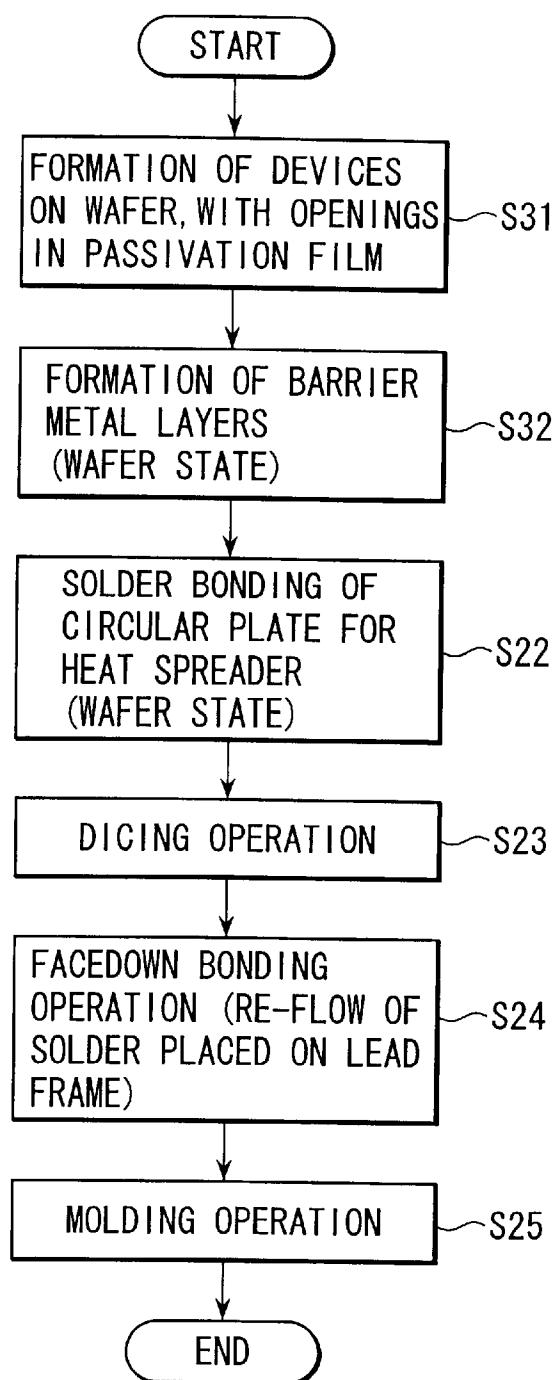 START
FORMATION OF DEVICES
ON WAFER, WITH OPENINGS
IN PASSIVATION FILM
S31
FORMATION OF BARRIER
METAL LAYERS
(WAFER STATE)
S32
SOLDER BONDING OF
CIRCULAR PLATE FOR
HEAT SPREADER
(WAFER STATE)
S22
DICING OPERATION
S23
FACEDOWN BONDING
OPERATION (RE-FLOW OF
SOLDER PLACED ON LEAD
FRAME)
S24
MOLDING OPERATION
S25
END